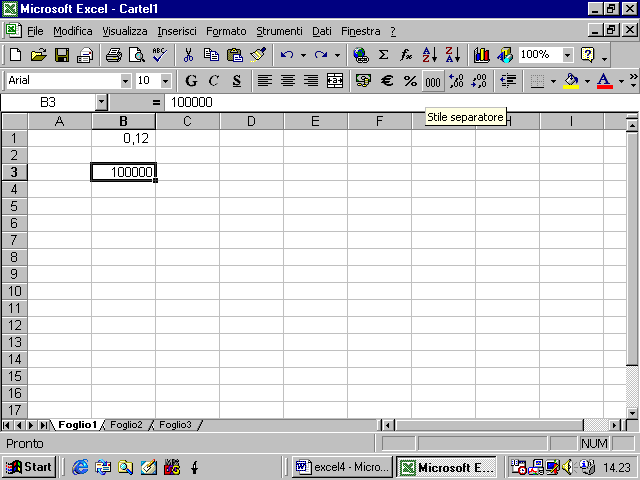 Microsoft Excel - Cartel1
File Modifica Visualizza Inserisci Formato Strumenti Dati Finestra ?
100%
Arial 10 G C S € % 000
B3 = 100000
Stile separatore
A B C D E F G H I
1 0,12
2
3 100000
4
5
6
7
8
9
10
11
12
13
14
15
16
17
Foglio1 Foglio2 Foglio3
Pronto NUM
Start excel4 - Micro... Microsoft E... 14.23